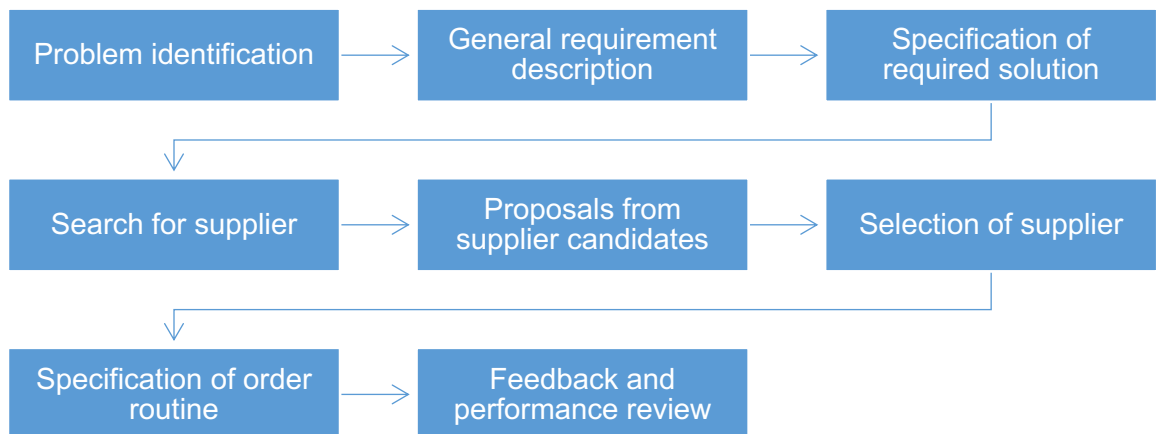 Problem identification
General requirement
description
Specification of
required solution
Search for supplier
Proposals from
supplier candidates
Selection of supplier
Specification of order
routine
Feedback and
performance review